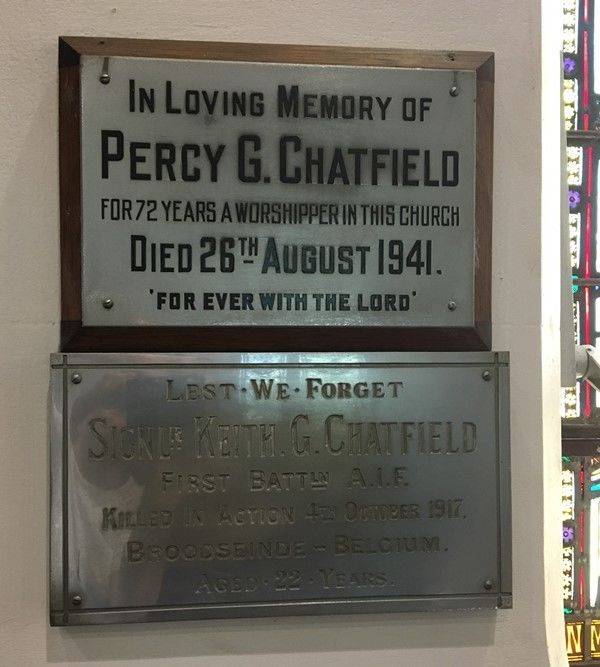 IN LOVING MEMORY OF
PERCY G. CHATFIELD
FOR 72 YEARS A WORSHIPPER IN THIS CHURCH
DIED 26TH AUGUST 1941.
'FOR EVER WITH THE LORD'
LEST · WE · FORGET
SIGNLR KEITH. G. CHATFIELD
FIRST BATTLN A.I.F.
KILLED IN ACTION 4TH OCTOBER 1917.
BROODSEINDE – BELGIUM.
AGED · 22 · YEARS.
N M